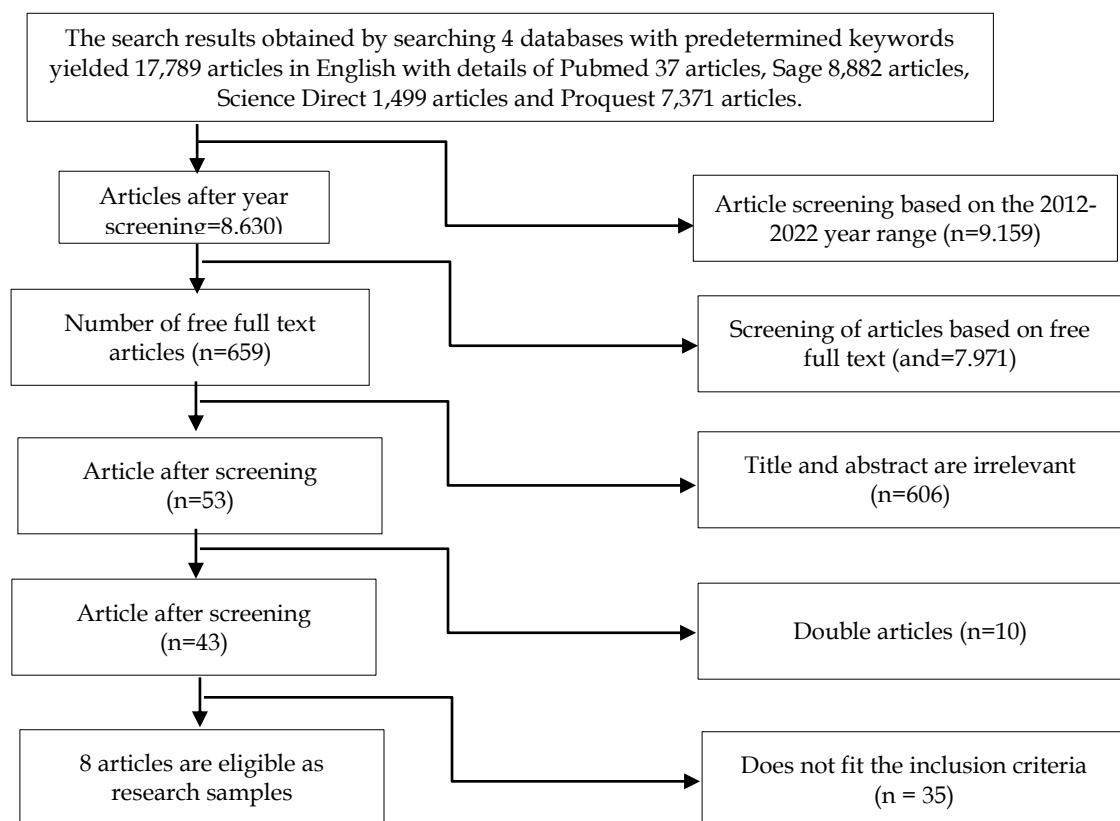 The search results obtained by searching 4 databases with predetermined keywords
yielded 17,789 articles in English with details of Pubmed 37 articles, Sage 8,882 articles,
Science Direct 1,499 articles and Proquest 7,371 articles.
Articles after year
screening=8.630)
Article screening based on the 2012-
2022 year range (n=9.159)
Number of free full text
articles (n=659)
Screening of articles based on free
full text (and=7.971)
Article after screening
(n=53)
Title and abstract are irrelevant
(n=606)
Article after screening
(n=43)
Double articles (n=10)
8 articles are eligible as
research samples
Does not fit the inclusion criteria
(n = 35)